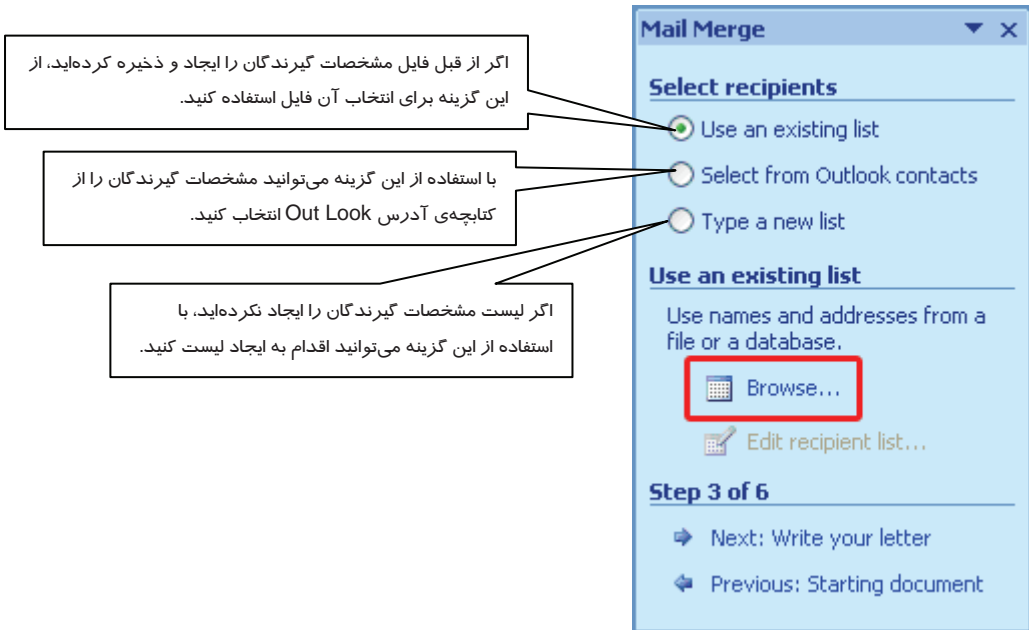 Mail Merge
اگر از قبل فایل مشخصات گیرندگان را ایجاد و ذخیره کرده‌اید، از
این گزینه برای انتخاب آن فایل استفاده کنید.
با استفاده از این گزینه می‌توانید مشخصات گیرندگان را از
کتابچه‌ی آدرس Out Look انتخاب کنید.
اگر لیست مشخصات گیرندگان را ایجاد نکرده‌اید، با
استفاده از این گزینه می‌توانید اقدام به ایجاد لیست کنید.
Select recipients
Use an existing list
Select from Outlook contacts
Type a new list
Use an existing list
Use names and addresses from a
file or a database.
Browse...
Edit recipient list...
Step 3 of 6
Next: Write your letter
Previous: Starting document